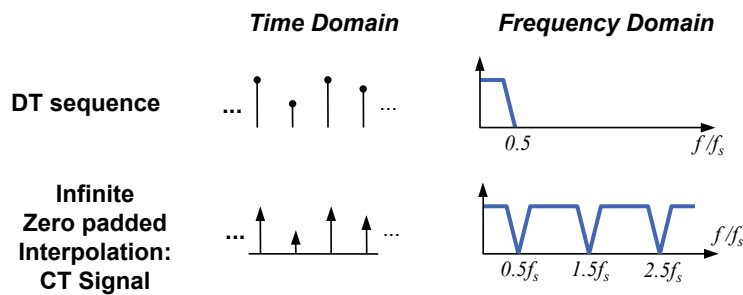 Time Domain
Frequency Domain
DT sequence
... ...
0.5
f /fs
Infinite
Zero padded
Interpolation:
CT Signal
... ...
f /fs
0.5fs
1.5fs
2.5fs